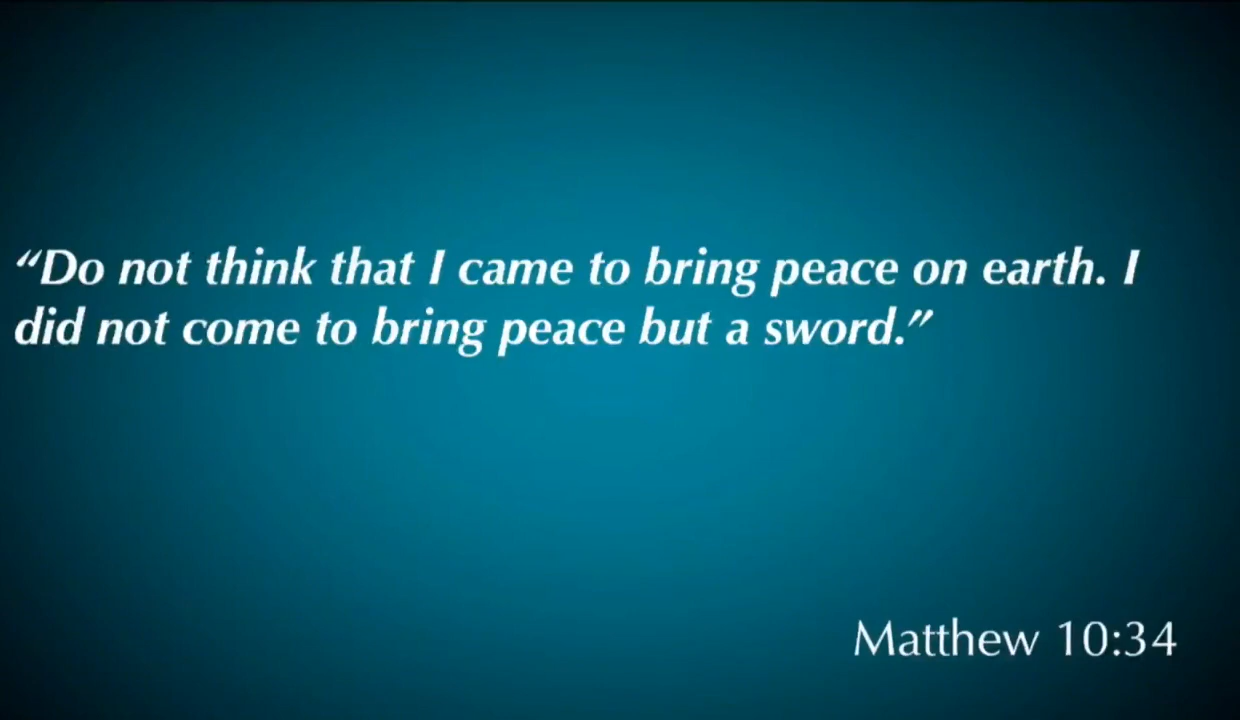 “Do not think that I came to bring peace on earth. I
did not come to bring peace but a sword.”
Matthew 10:34